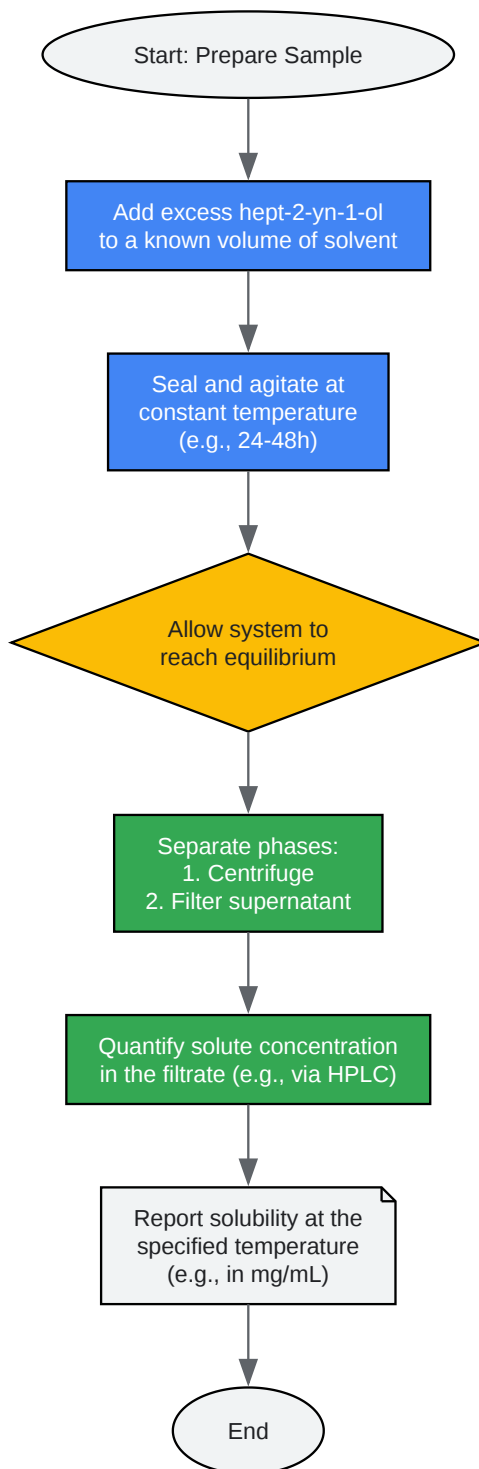 Start: Prepare Sample
Add excess hept-2-yn-1-ol
to a known volume of solvent
Seal and agitate at
constant temperature
(e.g., 24-48h)
Allow system to
reach equilibrium
Separate phases:
1. Centrifuge
2. Filter supernatant
Quantify solute concentration
in the filtrate (e.g., via HPLC)
Report solubility at the
specified temperature
(e.g., in mg/mL)
End